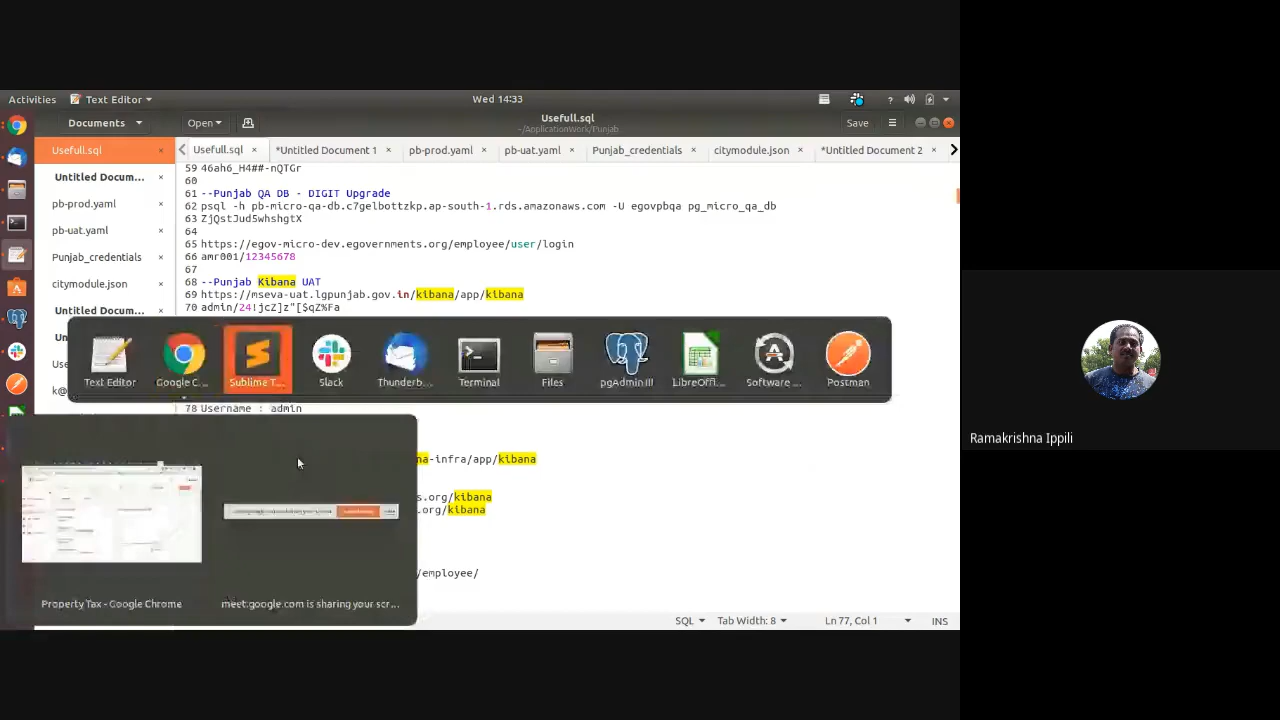 Activities
Text Editor
Wed 14:33
Documents
Open
Usefull.sql
~/ApplicationWork/Punjab
Save
Usefull.sql
Usefull.sql
*Untitled Document 1
pb-prod.yaml
pb-uat.yaml
Punjab_credentials
citymodule.json
*Untitled Document 2
Untitled Docum...
pb-prod.yaml
pb-uat.yaml
Punjab_credentials
citymodule.json
Untitled Docum...
Un
Use
k@
59 46ah6_H4##-nQTGr
60
61 --Punjab QA DB - DIGIT Upgrade
62 psql -h pb-micro-qa-db.c7gelbottzkp.ap-south-1.rds.amazonaws.com -U egovpbqa pg_micro_qa_db
63 ZjQstJud5whshgtX
64
65 https://egov-micro-dev.egovernments.org/employee/user/login
66 amr001/12345678
67
68 --Punjab Kibana UAT
69 https://mseva-uat.lgpunjab.gov.in/kibana/app/kibana
70 admin/24!jcZ]z"[$qZ%Fa
Text Editor
Google C...
Sublime T...
Slack
Thunderb...
Terminal
Files
pgAdmin III
LibreOffi...
Software ...
Postman
78 Username : admin
na-infra/app/kibana
s.org/kibana
.org/kibana
/employee/
Property Tax - Google Chrome
meet.google.com is sharing your scr...
SQL
Tab Width: 8
Ln 77, Col 1
INS
Ramakrishna Ippili